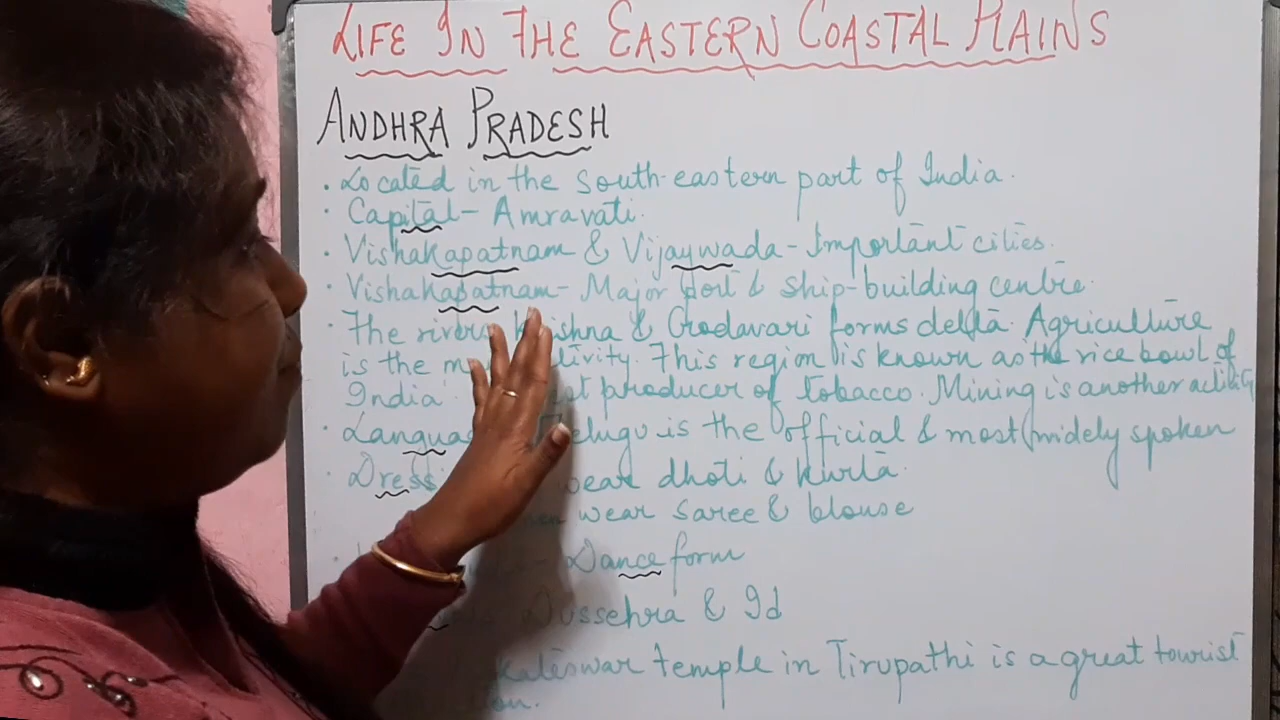 LIFE IN THE EASTERN COASTAL PLAINS
ANDHRA PRADESH
• Located in the south-eastern part of India.
• Capital - Amravati.
• Vishakapatnam & Vijaywada - Important cities.
• Vishakapatnam - Major port & ship-building centre.
• The rivers Krishna & Godavari forms delta. Agriculture
is the activity. This region is known as the rice bowl of
India. producer of tobacco. Mining is another
• Telugu is the official & most widely spoken
• Dress wear dhoti & kurta.
wear saree & blouse
Dance form
Dussehra & Id
temple in Tirupathi is a great tourist